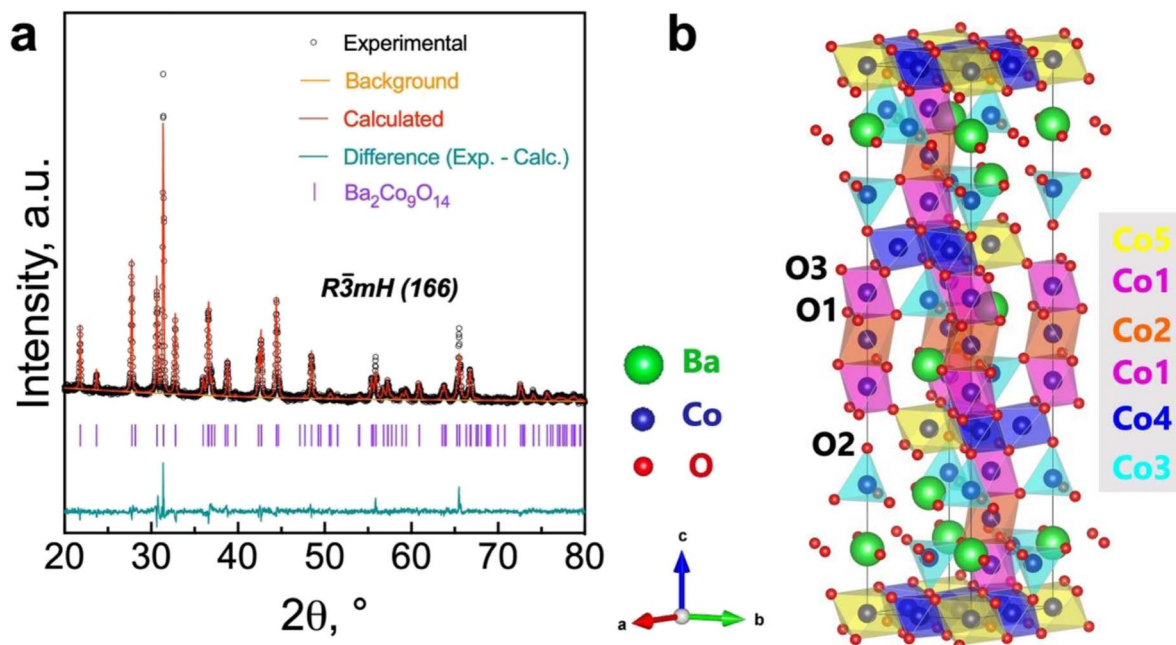 a
Experimental
Background
Calculated
Difference (Exp. - Calc.)
Ba₂Co₉O₁₄
R3̅mH (166)
Intensity, a.u.
20 30 40 50 60 70 80
2θ, °
b
O3
O1
O2
Ba
Co
O
c
a
b
Co5
Co1
Co2
Co1
Co4
Co3